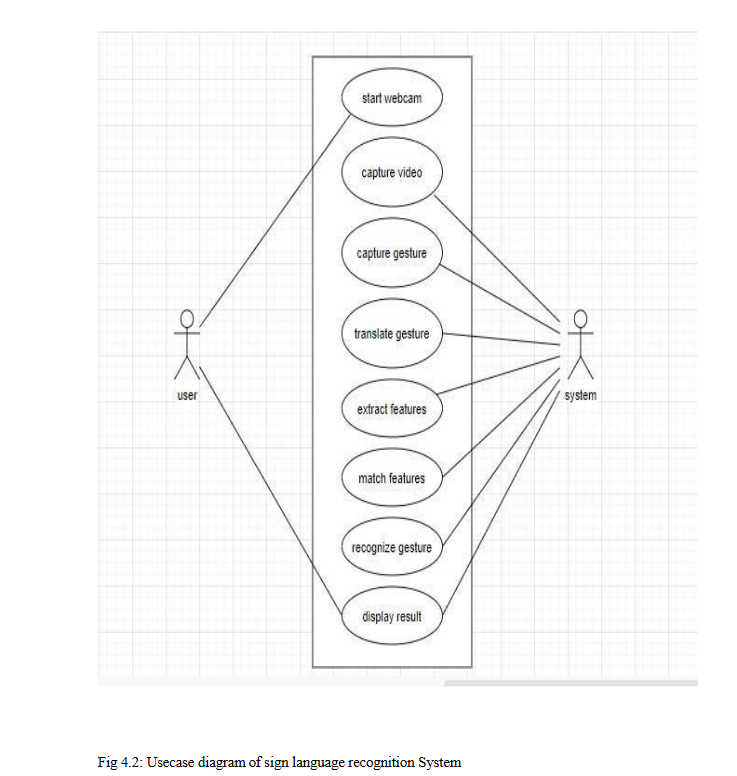 start webcam
capture video
capture gesture
translate gesture
extract features
match features
recognize gesture
display result
user
system
Fig 4.2: Usecase diagram of sign language recognition System